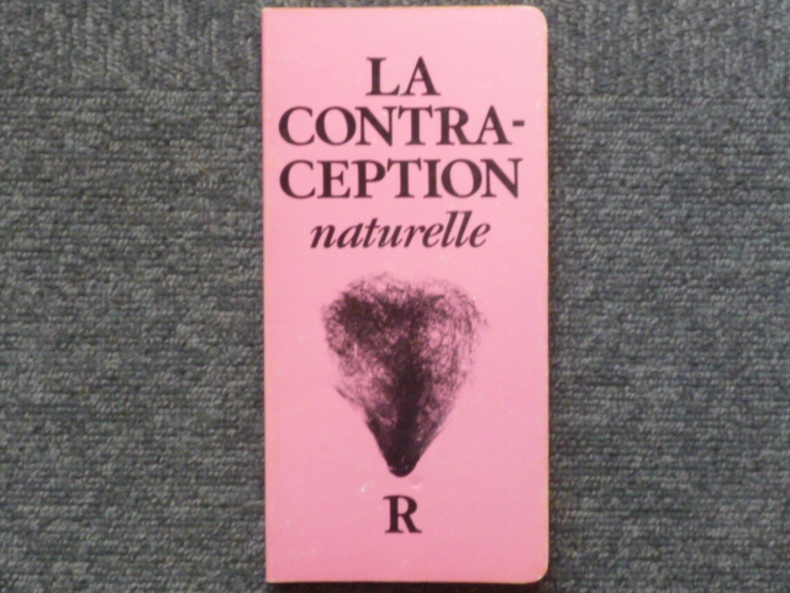 LA
CONTRA-
CEPTION
naturelle
R